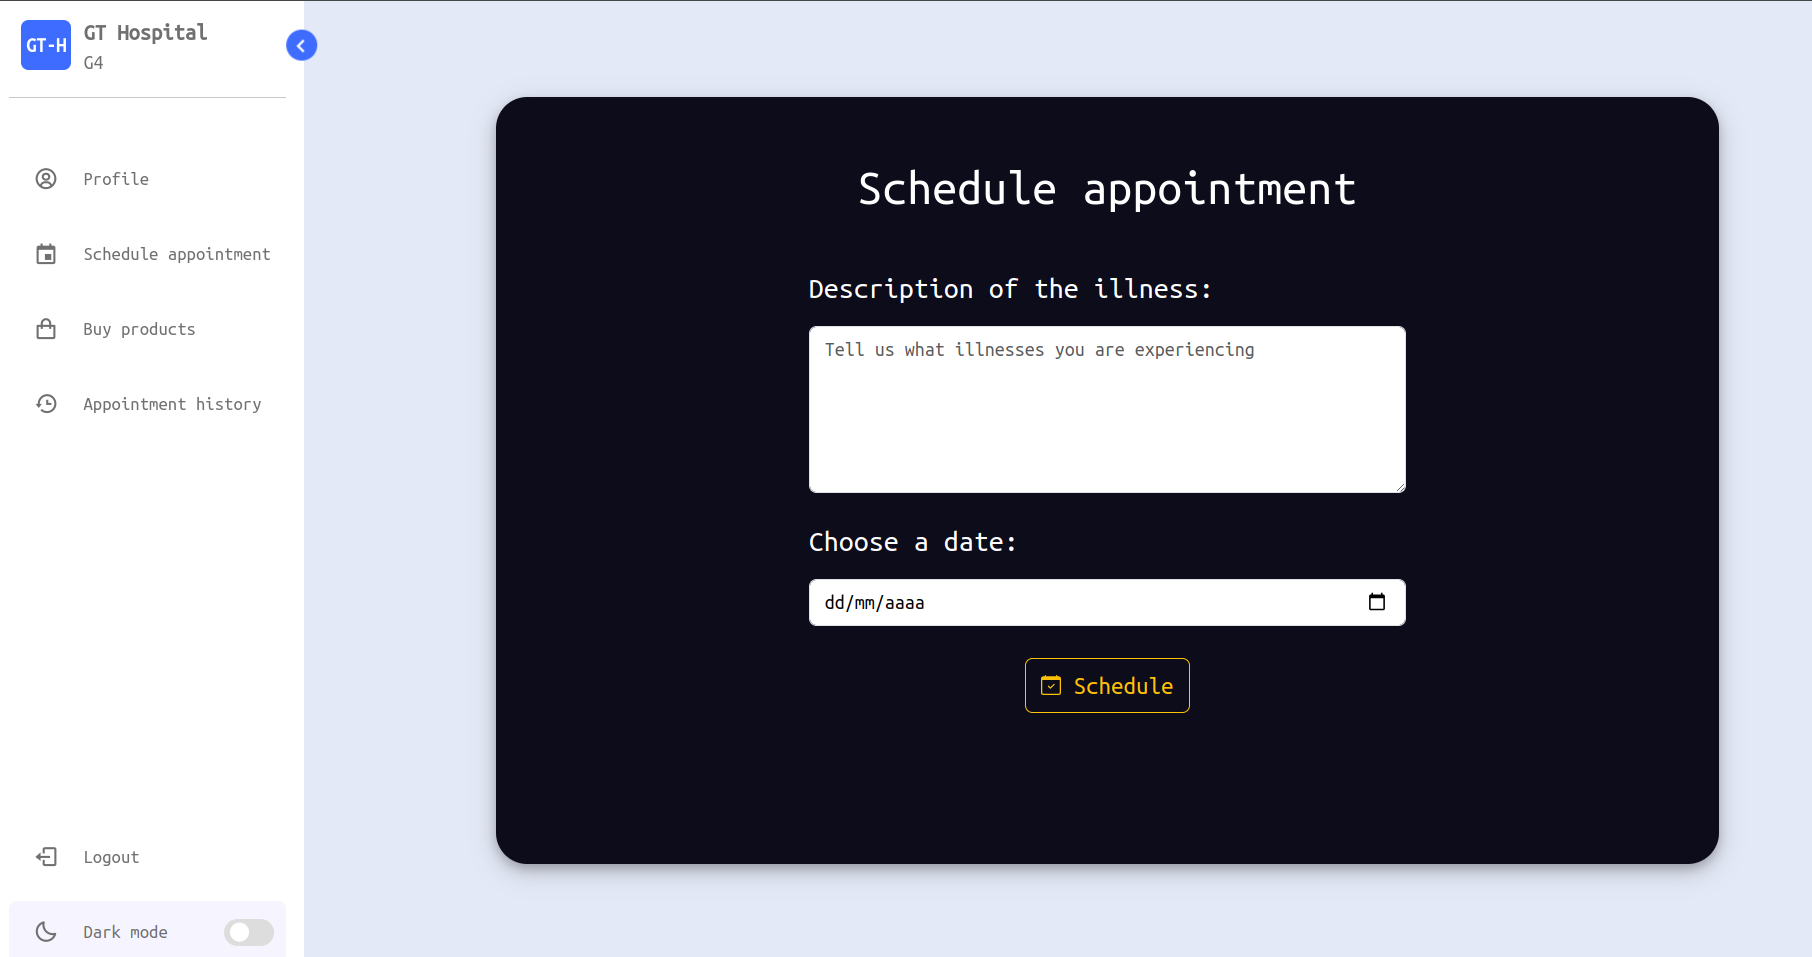 GT-H
GT Hospital
G4
Profile
Schedule appointment
Buy products
Appointment history
Logout
Dark mode
Schedule appointment
Description of the illness:
Tell us what illnesses you are experiencing
Choose a date:
dd/mm/aaaa
Schedule